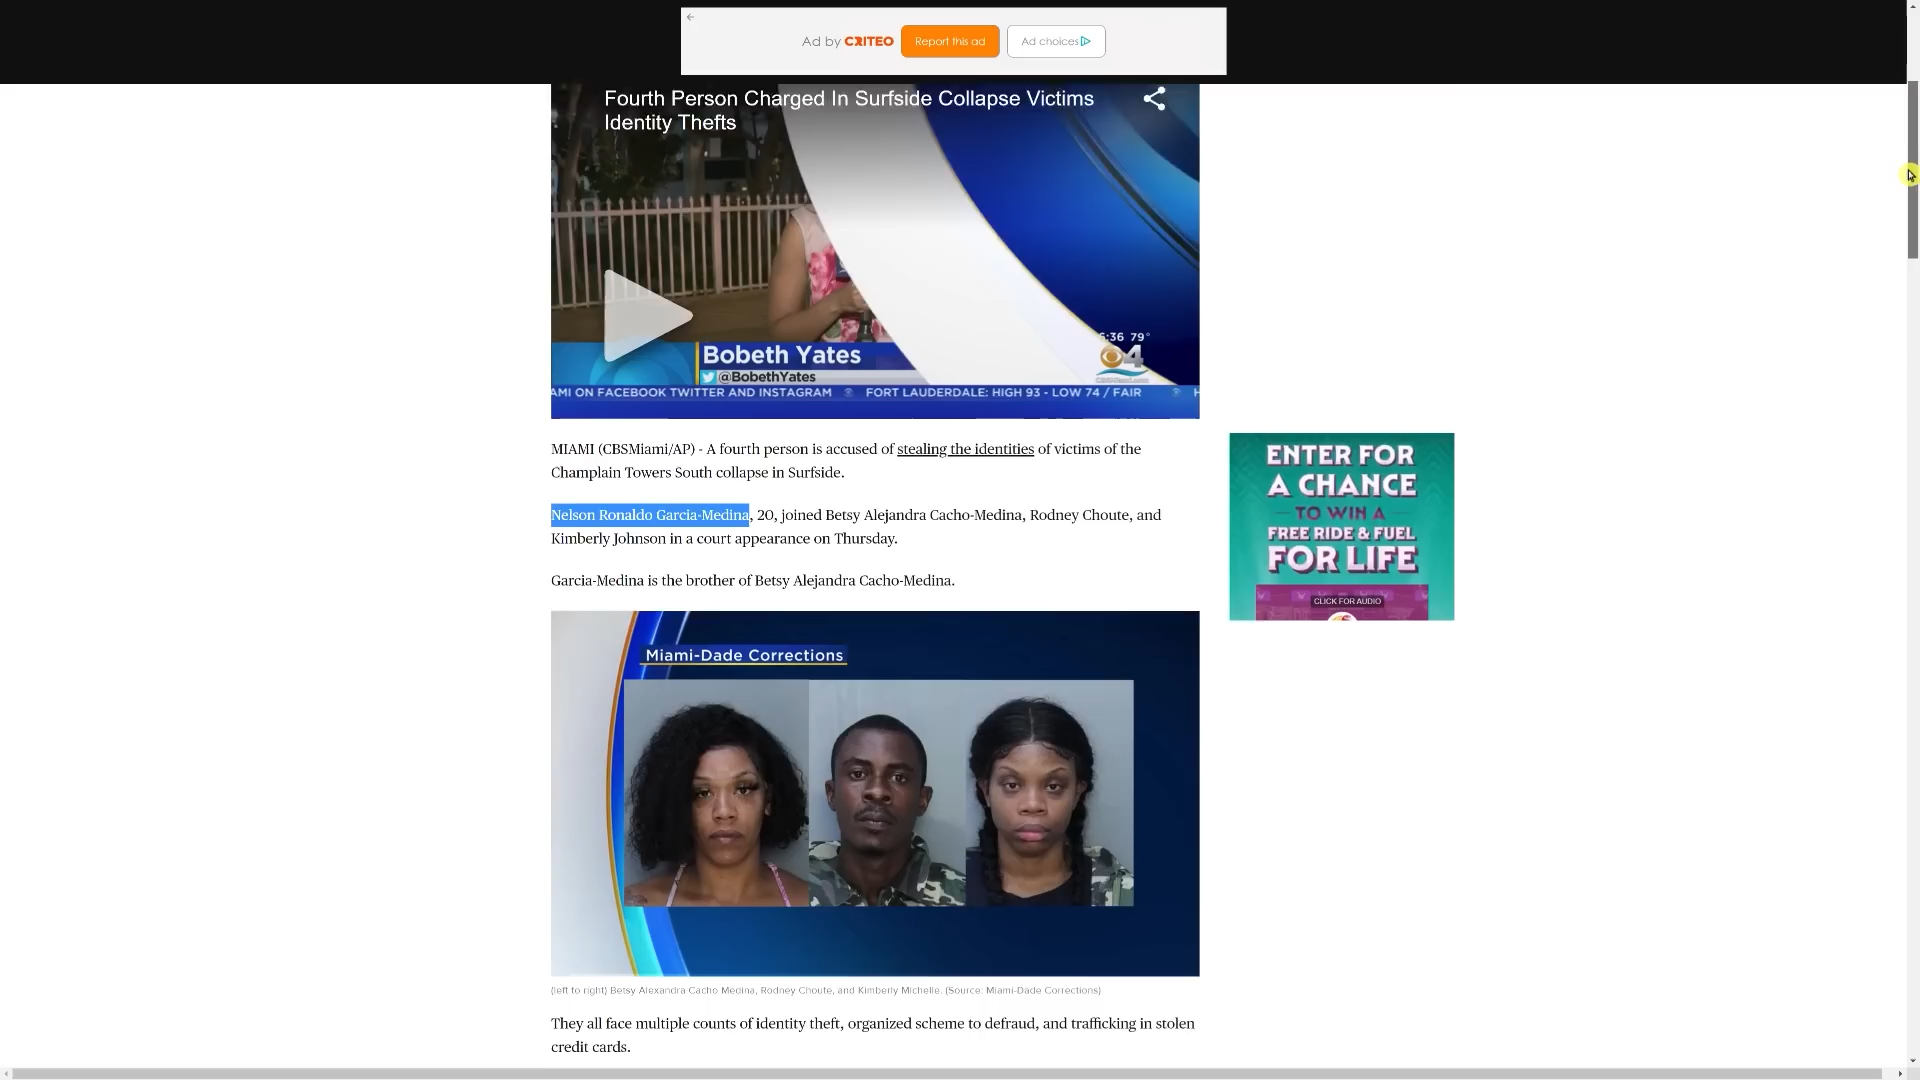 Ad by CRITEO
Report this ad
Ad choices
Fourth Person Charged In Surfside Collapse Victims
Identity Thefts
:36 79°
4
Bobeth Yates
@BobethYates
AMI ON FACEBOOK TWITTER AND INSTAGRAM FORT LAUDERDALE: HIGH 93 - LOW 74 / FAIR H
MIAMI (CBSMiami/AP) - A fourth person is accused of stealing the identities of victims of the
Champlain Towers South collapse in Surfside.
Nelson Ronaldo Garcia-Medina, 20, joined Betsy Alejandra Cacho-Medina, Rodney Choute, and
Kimberly Johnson in a court appearance on Thursday.
Garcia-Medina is the brother of Betsy Alejandra Cacho-Medina.
ENTER FOR
A CHANCE
TO WIN A
FREE RIDE & FUEL
FOR LIFE
CLICK FOR AUDIO
Miami-Dade Corrections
(left to right) Betsy Alexandra Cacho Medina, Rodney Choute, and Kimberly Michelle. (Source: Miami-Dade Corrections)
They all face multiple counts of identity theft, organized scheme to defraud, and trafficking in stolen
credit cards.